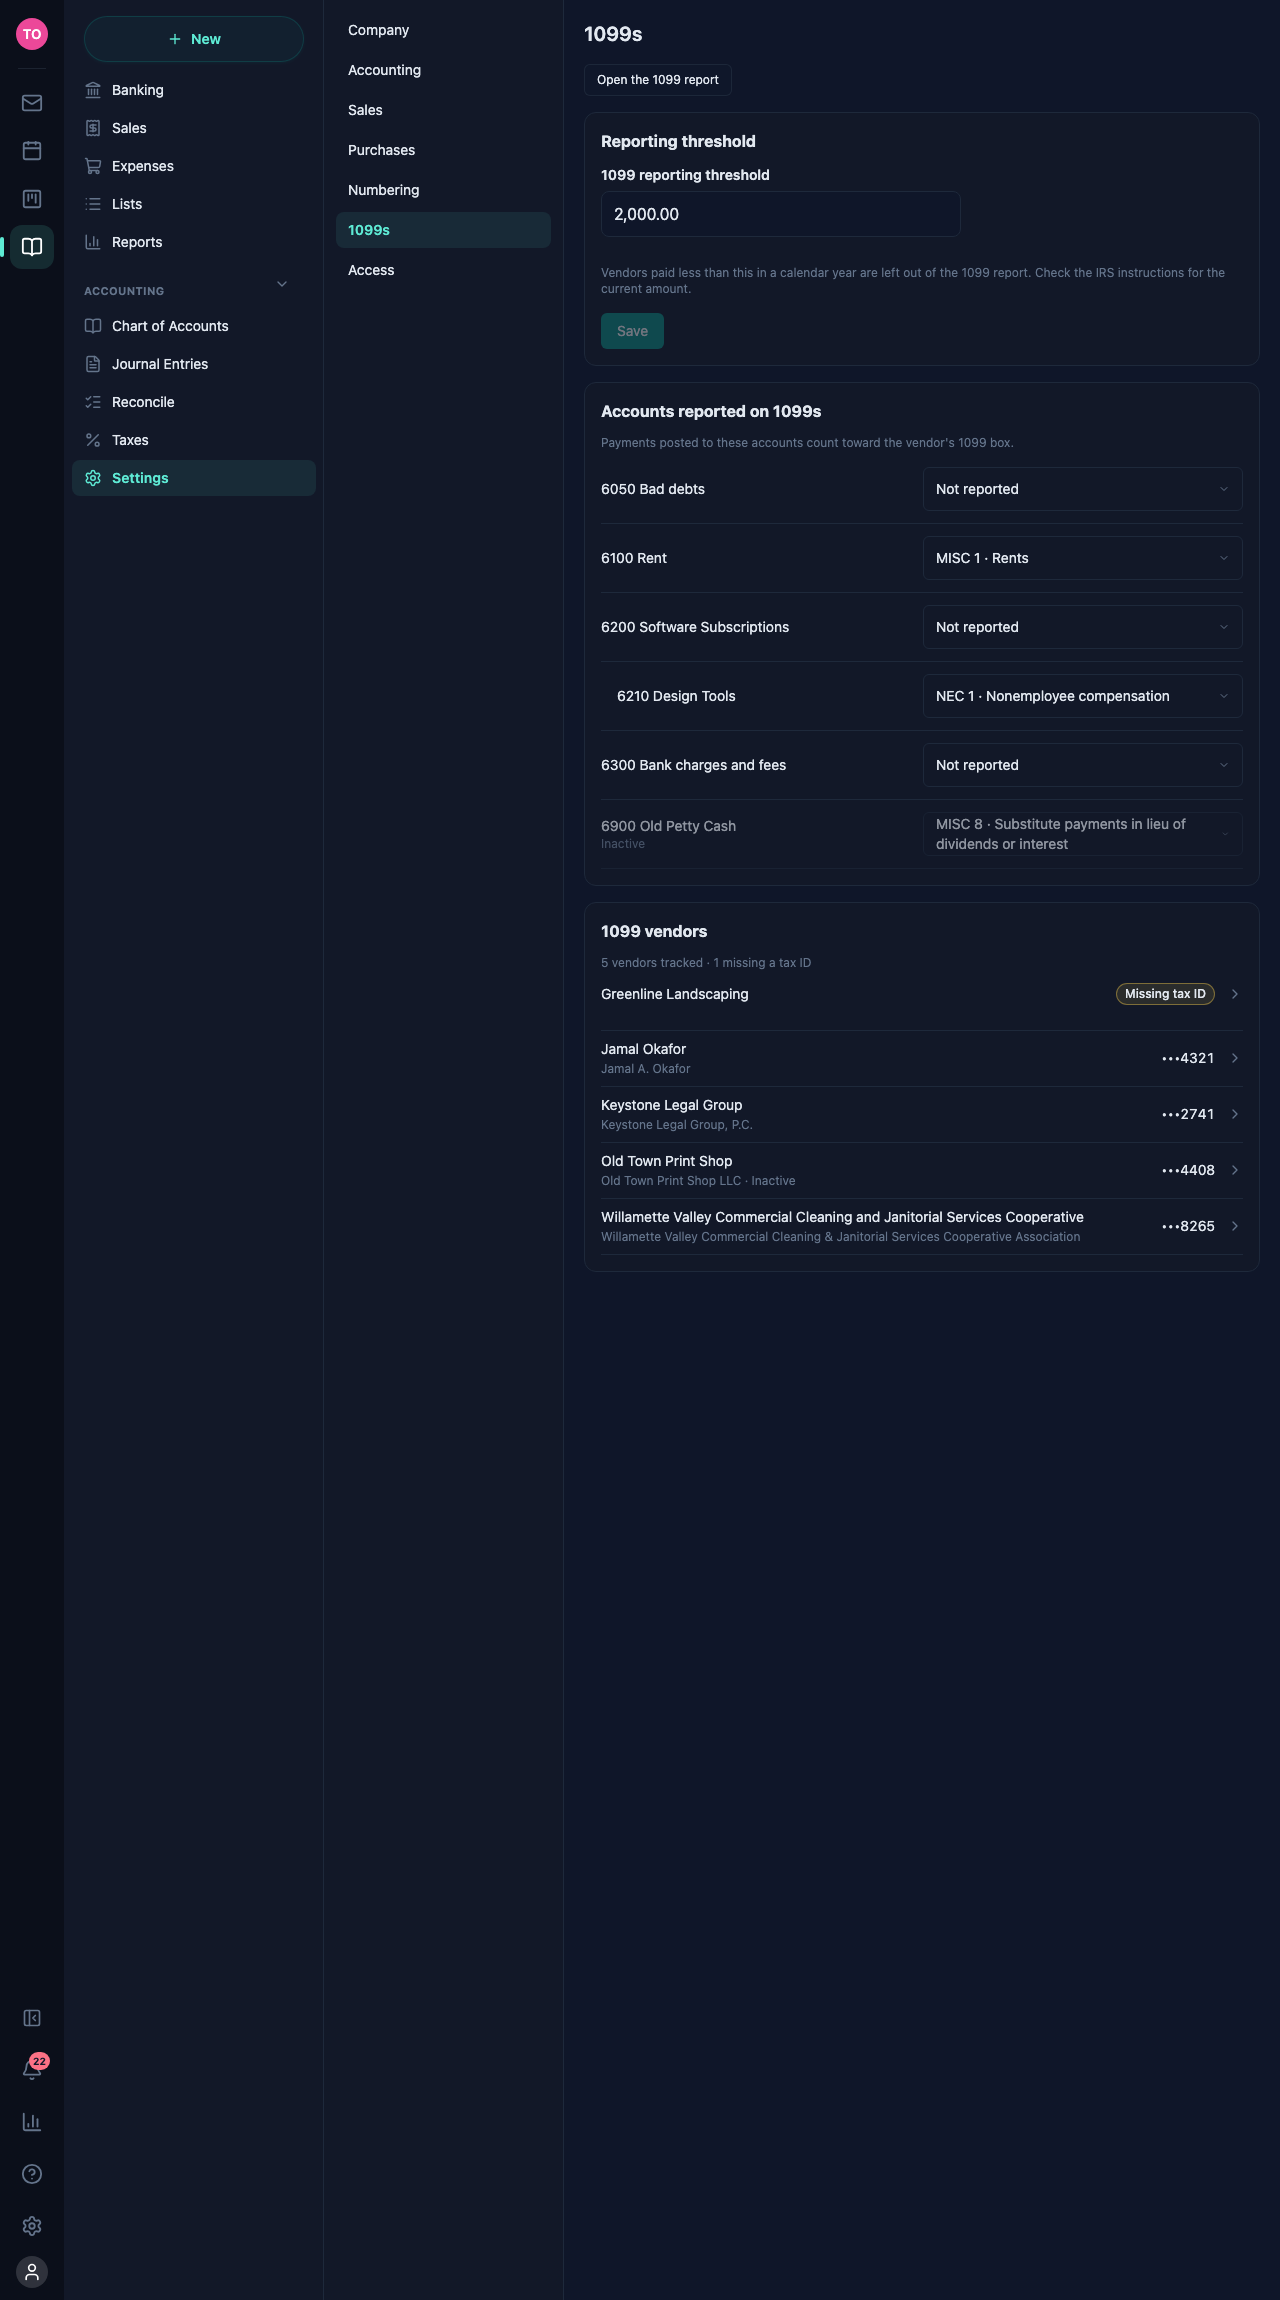 TO
New
Banking
Sales
Expenses
Lists
Reports
ACCOUNTING
Chart of Accounts
Journal Entries
Reconcile
Taxes
Settings
22
Company
Accounting
Sales
Purchases
Numbering
1099s
Access
1099s
Open the 1099 report
Reporting threshold
1099 reporting threshold
2,000.00
Vendors paid less than this in a calendar year are left out of the 1099 report. Check the IRS instructions for the
current amount.
Save
Accounts reported on 1099s
Payments posted to these accounts count toward the vendor's 1099 box.
6050 Bad debts
Not reported
6100 Rent
MISC 1 · Rents
6200 Software Subscriptions
Not reported
6210 Design Tools
NEC 1 · Nonemployee compensation
6300 Bank charges and fees
Not reported
6900 Old Petty Cash
Inactive
MISC 8 · Substitute payments in lieu of
dividends or interest
1099 vendors
5 vendors tracked · 1 missing a tax ID
Greenline Landscaping
Missing tax ID
Jamal Okafor
Jamal A. Okafor
•••4321
Keystone Legal Group
Keystone Legal Group, P.C.
•••2741
Old Town Print Shop
Old Town Print Shop LLC · Inactive
•••4408
Willamette Valley Commercial Cleaning and Janitorial Services Cooperative
Willamette Valley Commercial Cleaning & Janitorial Services Cooperative Association
•••8265